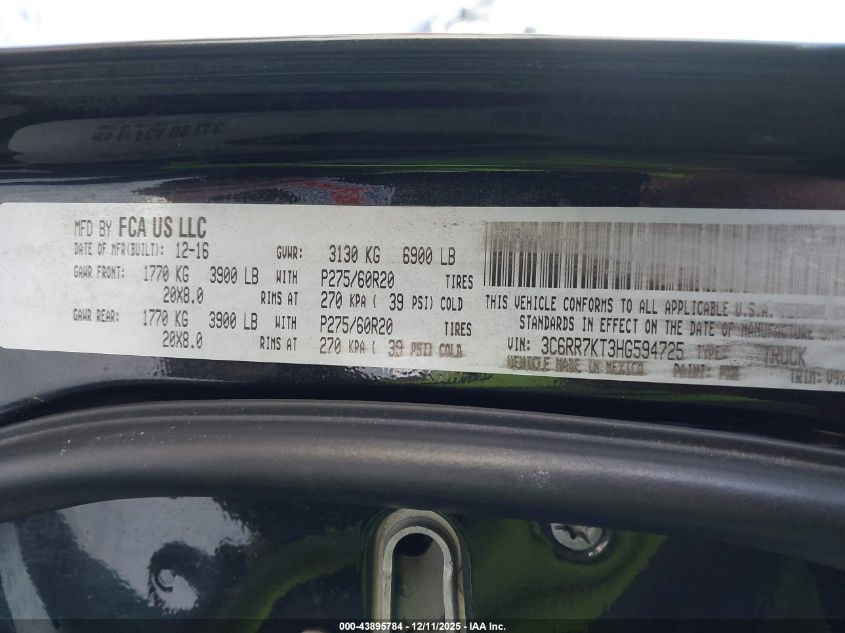 MFD BY FCA US LLC
DATE OF MFR(BUILT): 12-16 GVWR: 3130 KG 6900 LB
GAWR FRONT: 1770 KG 3900 LB WITH P275/60R20 TIRES
20X8.0 RIMS AT 270 KPA ( 39 PSI) COLD
GAWR REAR: 1770 KG 3900 LB WITH P275/60R20 TIRES
20X8.0 RIMS AT 270 KPA ( 39 PSI) COLD
THIS VEHICLE CONFORMS TO ALL APPLICABLE U.S.A.
STANDARDS IN EFFECT ON THE DATE OF MANUFACTURE
VIN: 3C6RR7KT3HG594725 TYPE: TRUCK
VEHICLE MADE IN MEXICO PAINT: TRIM:
000-43895784 - 12/11/2025 - IAA, Inc.